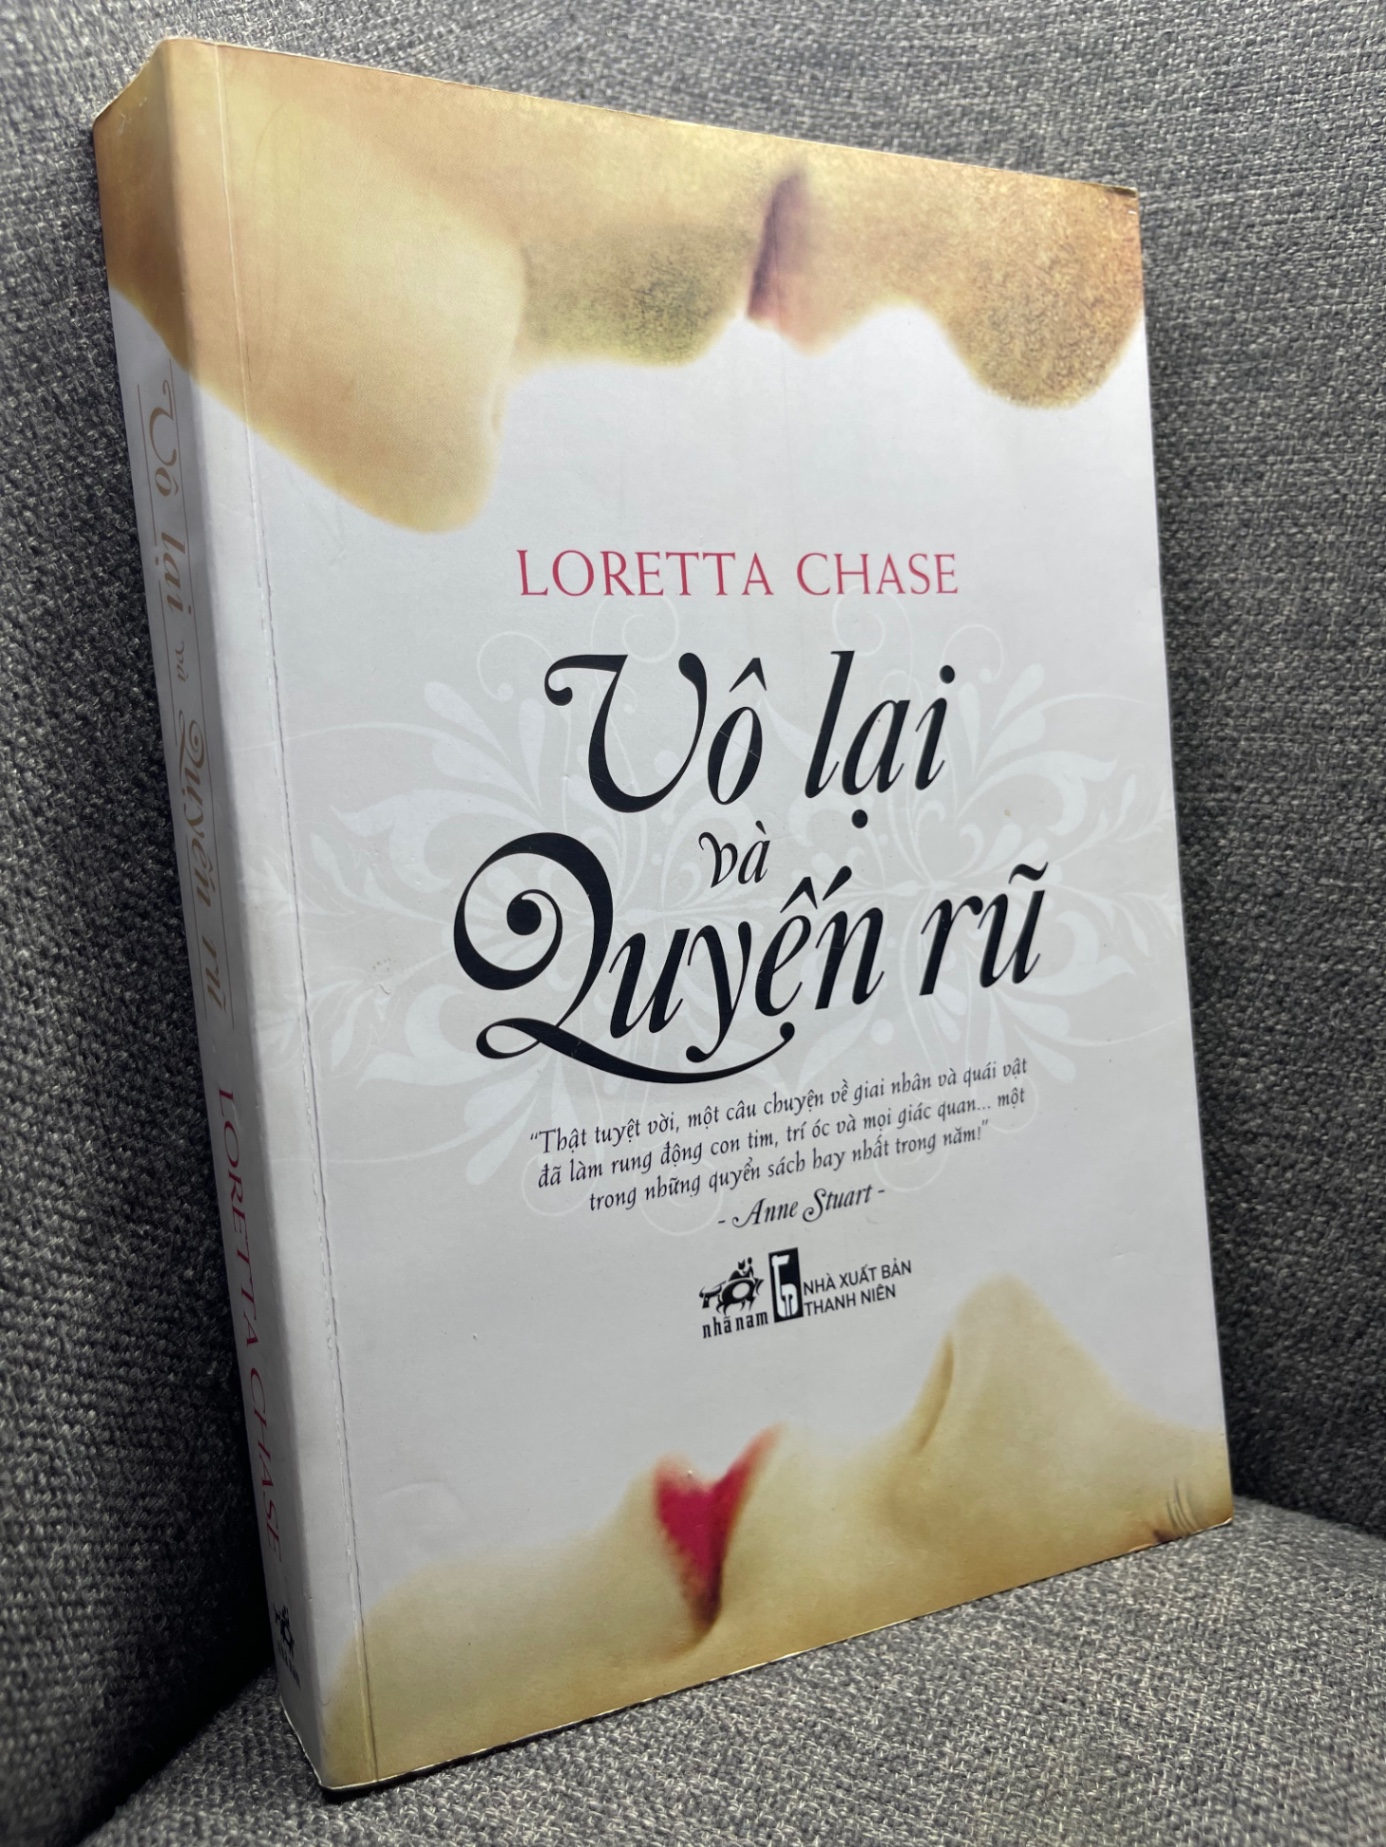 LORETTA CHASE
Vô lại
và
Quyến rũ
“Thật tuyệt vời, một câu chuyện về giai nhân và quái vật
đã làm rung động con tim, trí óc và mọi giác quan... một
trong những quyển sách hay nhất trong năm!”
- Anne Stuart -
nhã nam
NHÀ XUẤT BẢN
THANH NIÊN
Vô lại và Quyến rũ LORETTA CHASE
nhã nam